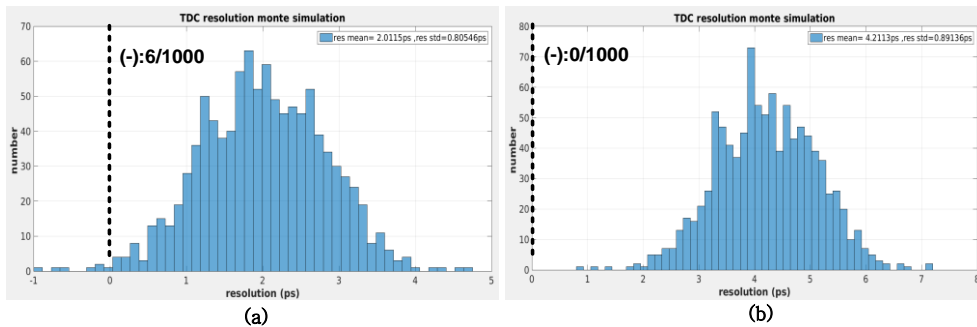 TDC resolution monte simulation
res mean= 2.0115ps ,res std=0.80546ps
(-):6/1000
number
70
60
50
40
30
20
10
0
-1 0 1 2 3 4 5
resolution (ps)
(a)
TDC resolution monte simulation
res mean= 4.2113ps ,res std=0.89136ps
(-):0/1000
number
80
70
60
50
40
30
20
10
0
0 1 2 3 4 5 6 7 8
resolution (ps)
(b)